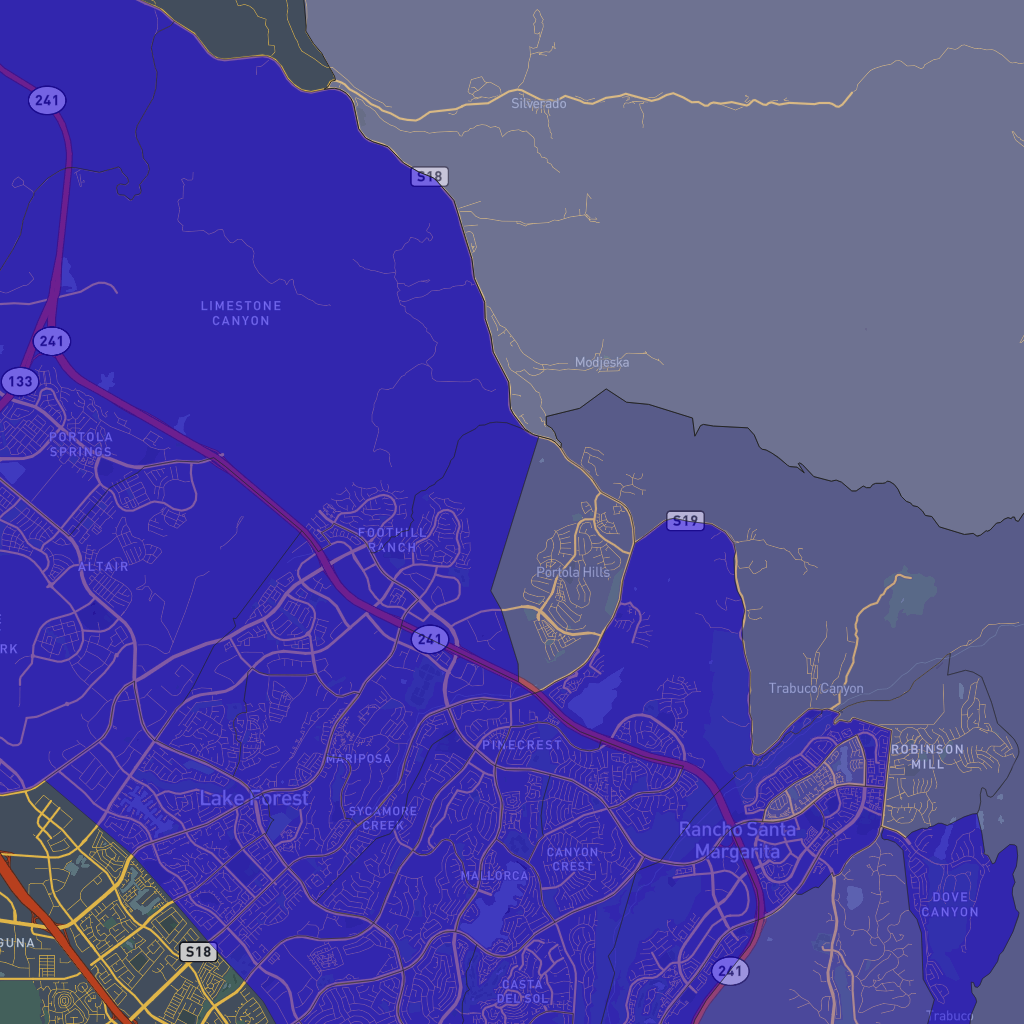 241
Silverado
S18
LIMESTONE
CANYON
241
Modjeska
133
PORTOLA
SPRINGS
S19
FOOTHILL
RANCH
ALTAIR
Portola Hills
241
RK
Trabuco Canyon
PINECREST
ROBINSON
MILL
MARIPOSA
Lake Forest
SYCAMORE
CREEK
Rancho Santa
Margarita
CANYON
CREST
MALLORCA
DOVE
CANYON
GUNA
S18
241
OASTA
DEL SOL
Trabuco